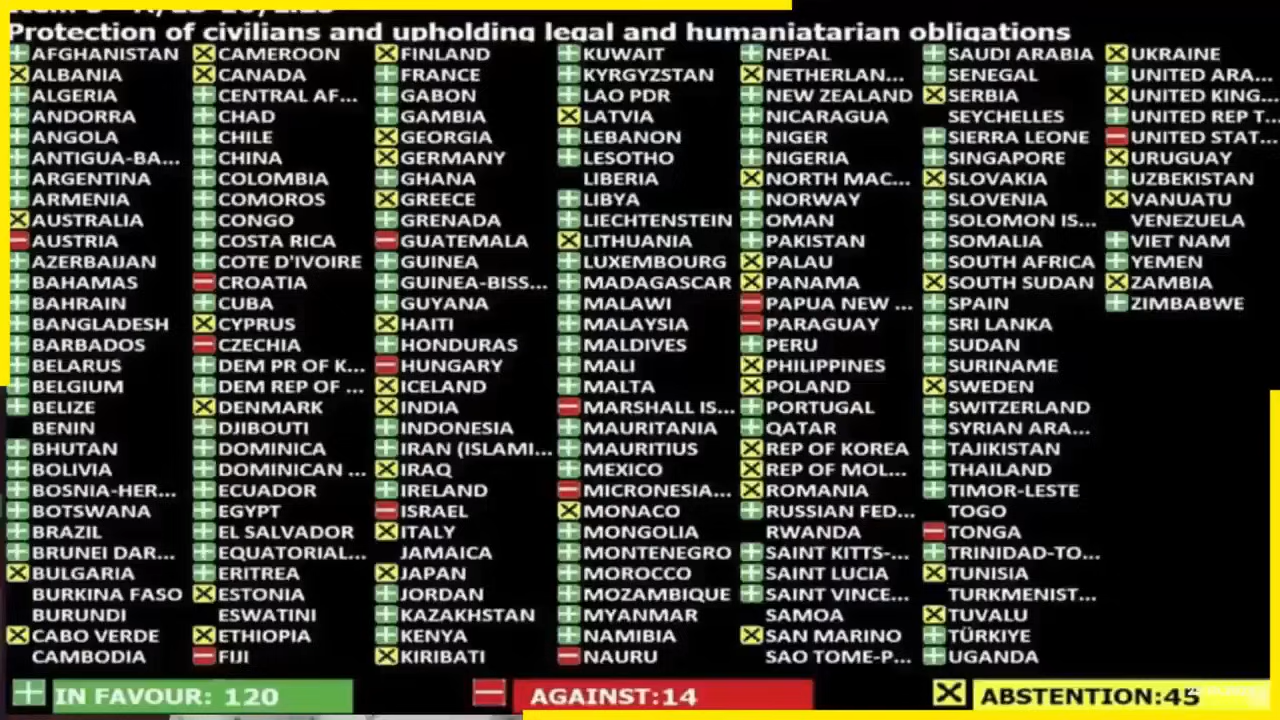 Protection of civilians and upholding legal and humaniatarian obligations
AFGHANISTAN
ALBANIA
ALGERIA
ANDORRA
ANGOLA
ANTIGUA-BA...
ARGENTINA
ARMENIA
AUSTRALIA
AUSTRIA
AZERBAIJAN
BAHAMAS
BAHRAIN
BANGLADESH
BARBADOS
BELARUS
BELGIUM
BELIZE
BENIN
BHUTAN
BOLIVIA
BOSNIA-HER...
BOTSWANA
BRAZIL
BRUNEI DAR...
BULGARIA
BURKINA FASO
BURUNDI
CABO VERDE
CAMBODIA
CAMEROON
CANADA
CENTRAL AF...
CHAD
CHILE
CHINA
COLOMBIA
COMOROS
CONGO
COSTA RICA
COTE D'IVOIRE
CROATIA
CUBA
CYPRUS
CZECHIA
DEM PR OF K...
DEM REP OF ...
DENMARK
DJIBOUTI
DOMINICA
DOMINICAN ...
ECUADOR
EGYPT
EL SALVADOR
EQUATORIAL...
ERITREA
ESTONIA
ESWATINI
ETHIOPIA
FIJI
FINLAND
FRANCE
GABON
GAMBIA
GEORGIA
GERMANY
GHANA
GREECE
GRENADA
GUATEMALA
GUINEA
GUINEA-BISS...
GUYANA
HAITI
HONDURAS
HUNGARY
ICELAND
INDIA
INDONESIA
IRAN (ISLAMI...
IRAQ
IRELAND
ISRAEL
ITALY
JAMAICA
JAPAN
JORDAN
KAZAKHSTAN
KENYA
KIRIBATI
KUWAIT
KYRGYZSTAN
LAO PDR
LATVIA
LEBANON
LESOTHO
LIBERIA
LIBYA
LIECHTENSTEIN
LITHUANIA
LUXEMBOURG
MADAGASCAR
MALAWI
MALAYSIA
MALDIVES
MALI
MALTA
MARSHALL IS...
MAURITANIA
MAURITIUS
MEXICO
MICRONESIA...
MONACO
MONGOLIA
MONTENEGRO
MOROCCO
MOZAMBIQUE
MYANMAR
NAMIBIA
NAURU
NEPAL
NETHERLAN...
NEW ZEALAND
NICARAGUA
NIGER
NIGERIA
NORTH MAC...
NORWAY
OMAN
PAKISTAN
PALAU
PANAMA
PAPUA NEW ...
PARAGUAY
PERU
PHILIPPINES
POLAND
PORTUGAL
QATAR
REP OF KOREA
REP OF MOL...
ROMANIA
RUSSIAN FED...
RWANDA
SAINT KITTS-...
SAINT LUCIA
SAINT VINCE...
SAMOA
SAN MARINO
SAO TOME-P...
SAUDI ARABIA
SENEGAL
SERBIA
SEYCHELLES
SIERRA LEONE
SINGAPORE
SLOVAKIA
SLOVENIA
SOLOMON IS...
SOMALIA
SOUTH AFRICA
SOUTH SUDAN
SPAIN
SRI LANKA
SUDAN
SURINAME
SWEDEN
SWITZERLAND
SYRIAN ARA...
TAJIKISTAN
THAILAND
TIMOR-LESTE
TOGO
TONGA
TRINIDAD-TO...
TUNISIA
TURKMENIST...
TUVALU
TÜRKIYE
UGANDA
UKRAINE
UNITED ARA...
UNITED KING...
UNITED REP T...
UNITED STAT...
URUGUAY
UZBEKISTAN
VANUATU
VENEZUELA
VIET NAM
YEMEN
ZAMBIA
ZIMBABWE
IN FAVOUR: 120
AGAINST:14
ABSTENTION:45